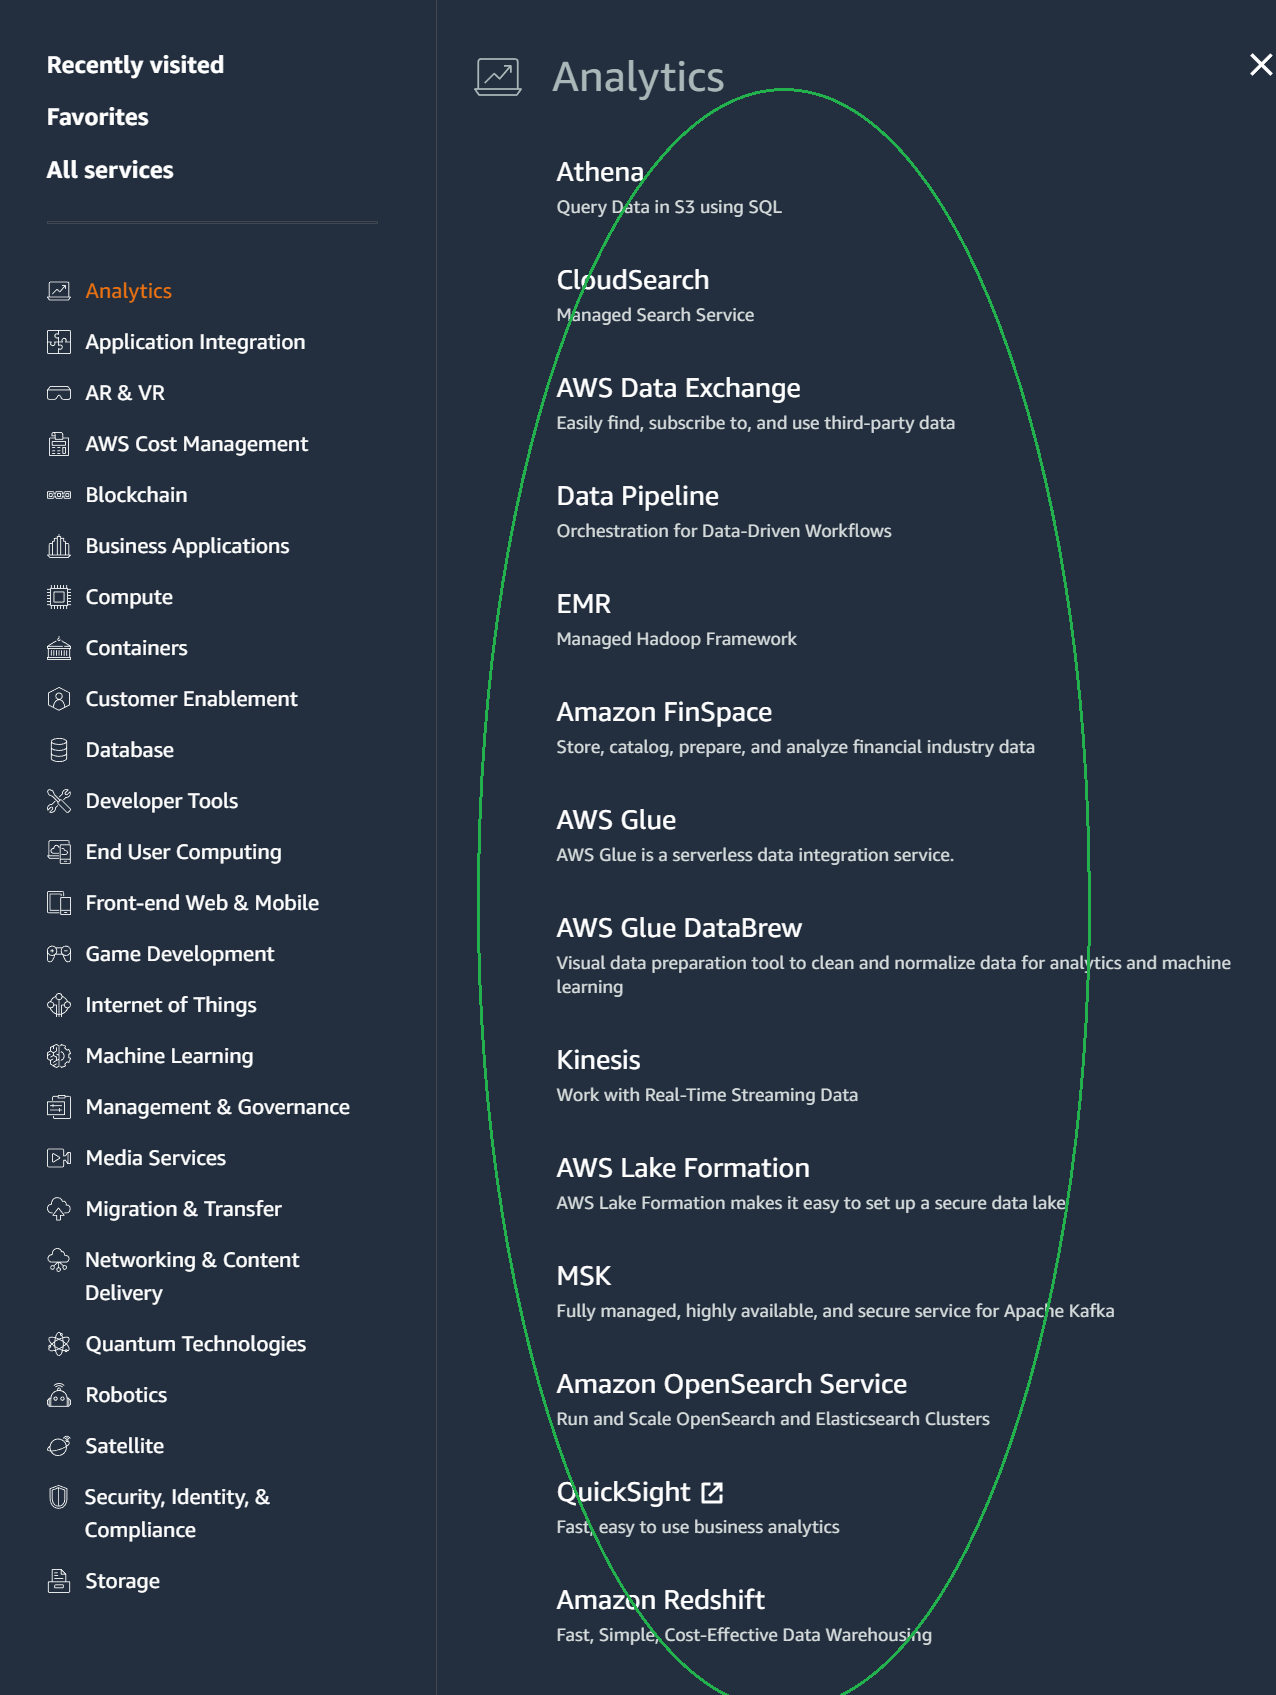 Recently visited
Favorites
All services
Analytics
Application Integration
AR & VR
AWS Cost Management
Blockchain
Business Applications
Compute
Containers
Customer Enablement
Database
Developer Tools
End User Computing
Front-end Web & Mobile
Game Development
Internet of Things
Machine Learning
Management & Governance
Media Services
Migration & Transfer
Networking & Content
Delivery
Quantum Technologies
Robotics
Satellite
Security, Identity, &
Compliance
Storage
Analytics
Athena
Query Data in S3 using SQL
CloudSearch
Managed Search Service
AWS Data Exchange
Easily find, subscribe to, and use third-party data
Data Pipeline
Orchestration for Data-Driven Workflows
EMR
Managed Hadoop Framework
Amazon FinSpace
Store, catalog, prepare, and analyze financial industry data
AWS Glue
AWS Glue is a serverless data integration service.
AWS Glue DataBrew
Visual data preparation tool to clean and normalize data for analytics and machine
learning
Kinesis
Work with Real-Time Streaming Data
AWS Lake Formation
AWS Lake Formation makes it easy to set up a secure data lake
MSK
Fully managed, highly available, and secure service for Apache Kafka
Amazon OpenSearch Service
Run and Scale OpenSearch and Elasticsearch Clusters
QuickSight
Fast, easy to use business analytics
Amazon Redshift
Fast, Simple, Cost-Effective Data Warehousing